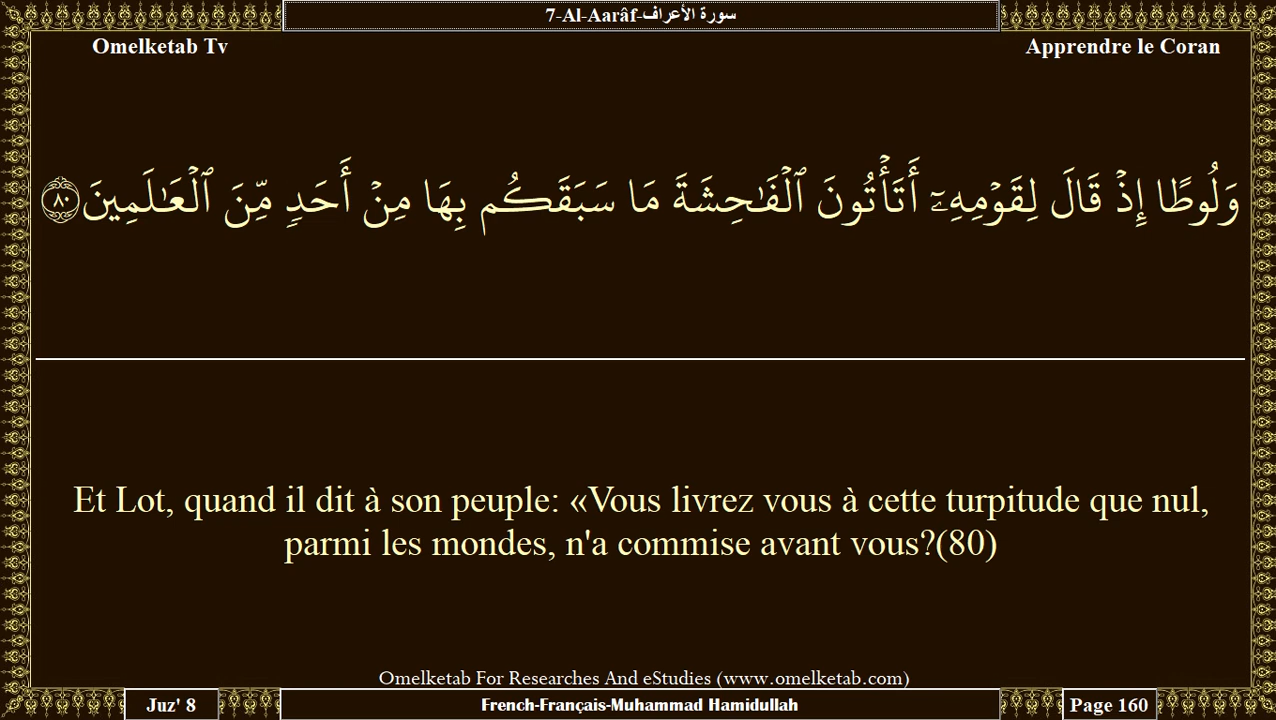 7-Al-Aarâf-سورة الأعراف
Omelketab Tv
Apprendre le Coran
وَلُوطًا إِذۡ قَالَ لِقَوۡمِهِۦٓ أَتَأۡتُونَ ٱلۡفَٰحِشَةَ مَا سَبَقَكُم بِهَا مِنۡ أَحَدٖ مِّنَ ٱلۡعَٰلَمِينَ ٨٠
Et Lot, quand il dit à son peuple: «Vous livrez vous à cette turpitude que nul,
parmi les mondes, n'a commise avant vous?(80)
Omelketab For Researches And eStudies (www.omelketab.com)
Juz' 8
French-Français-Muhammad Hamidullah
Page 160